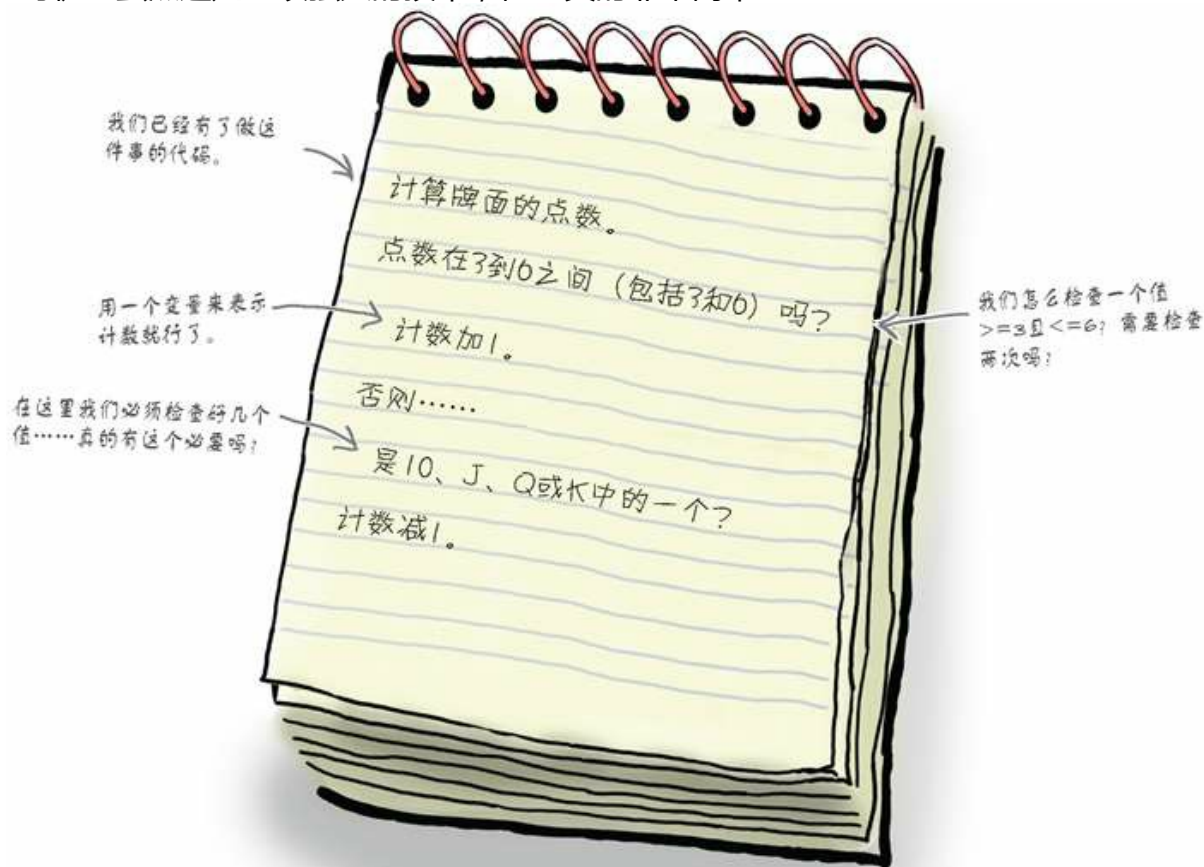 我们已经有了做这
件事的代码。
计算牌面的点数。
点数在3到6之间（包括3和6）吗？
用一个变量来表示
计数就行了。
计数加1。
我们怎么检查一个值
>=3且<=6？需要检查
两次吗？
否则……
在这里我们必须检查好几个
值……真的有这个必要吗？
是10、J、Q或K中的一个？
计数减1。